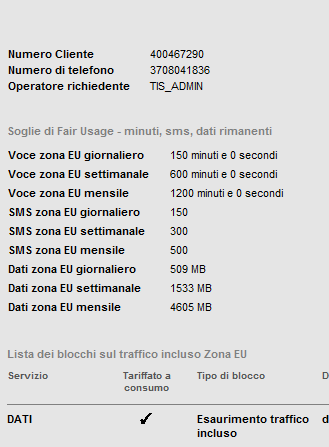 Numero Cliente 400467290
Numero di telefono 3708041836
Operatore richiedente TIS_ADMIN
Soglie di Fair Usage - minuti, sms, dati rimanenti
Voce zona EU giornaliero 150 minuti e 0 secondi
Voce zona EU settimanale 600 minuti e 0 secondi
Voce zona EU mensile 1200 minuti e 0 secondi
SMS zona EU giornaliero 150
SMS zona EU settimanale 300
SMS zona EU mensile 500
Dati zona EU giornaliero 509 MB
Dati zona EU settimanale 1533 MB
Dati zona EU mensile 4605 MB
Lista dei blocchi sul traffico incluso Zona EU
Servizio Tariffato a consumo Tipo di blocco D
DATI ✓ Esaurimento traffico incluso d